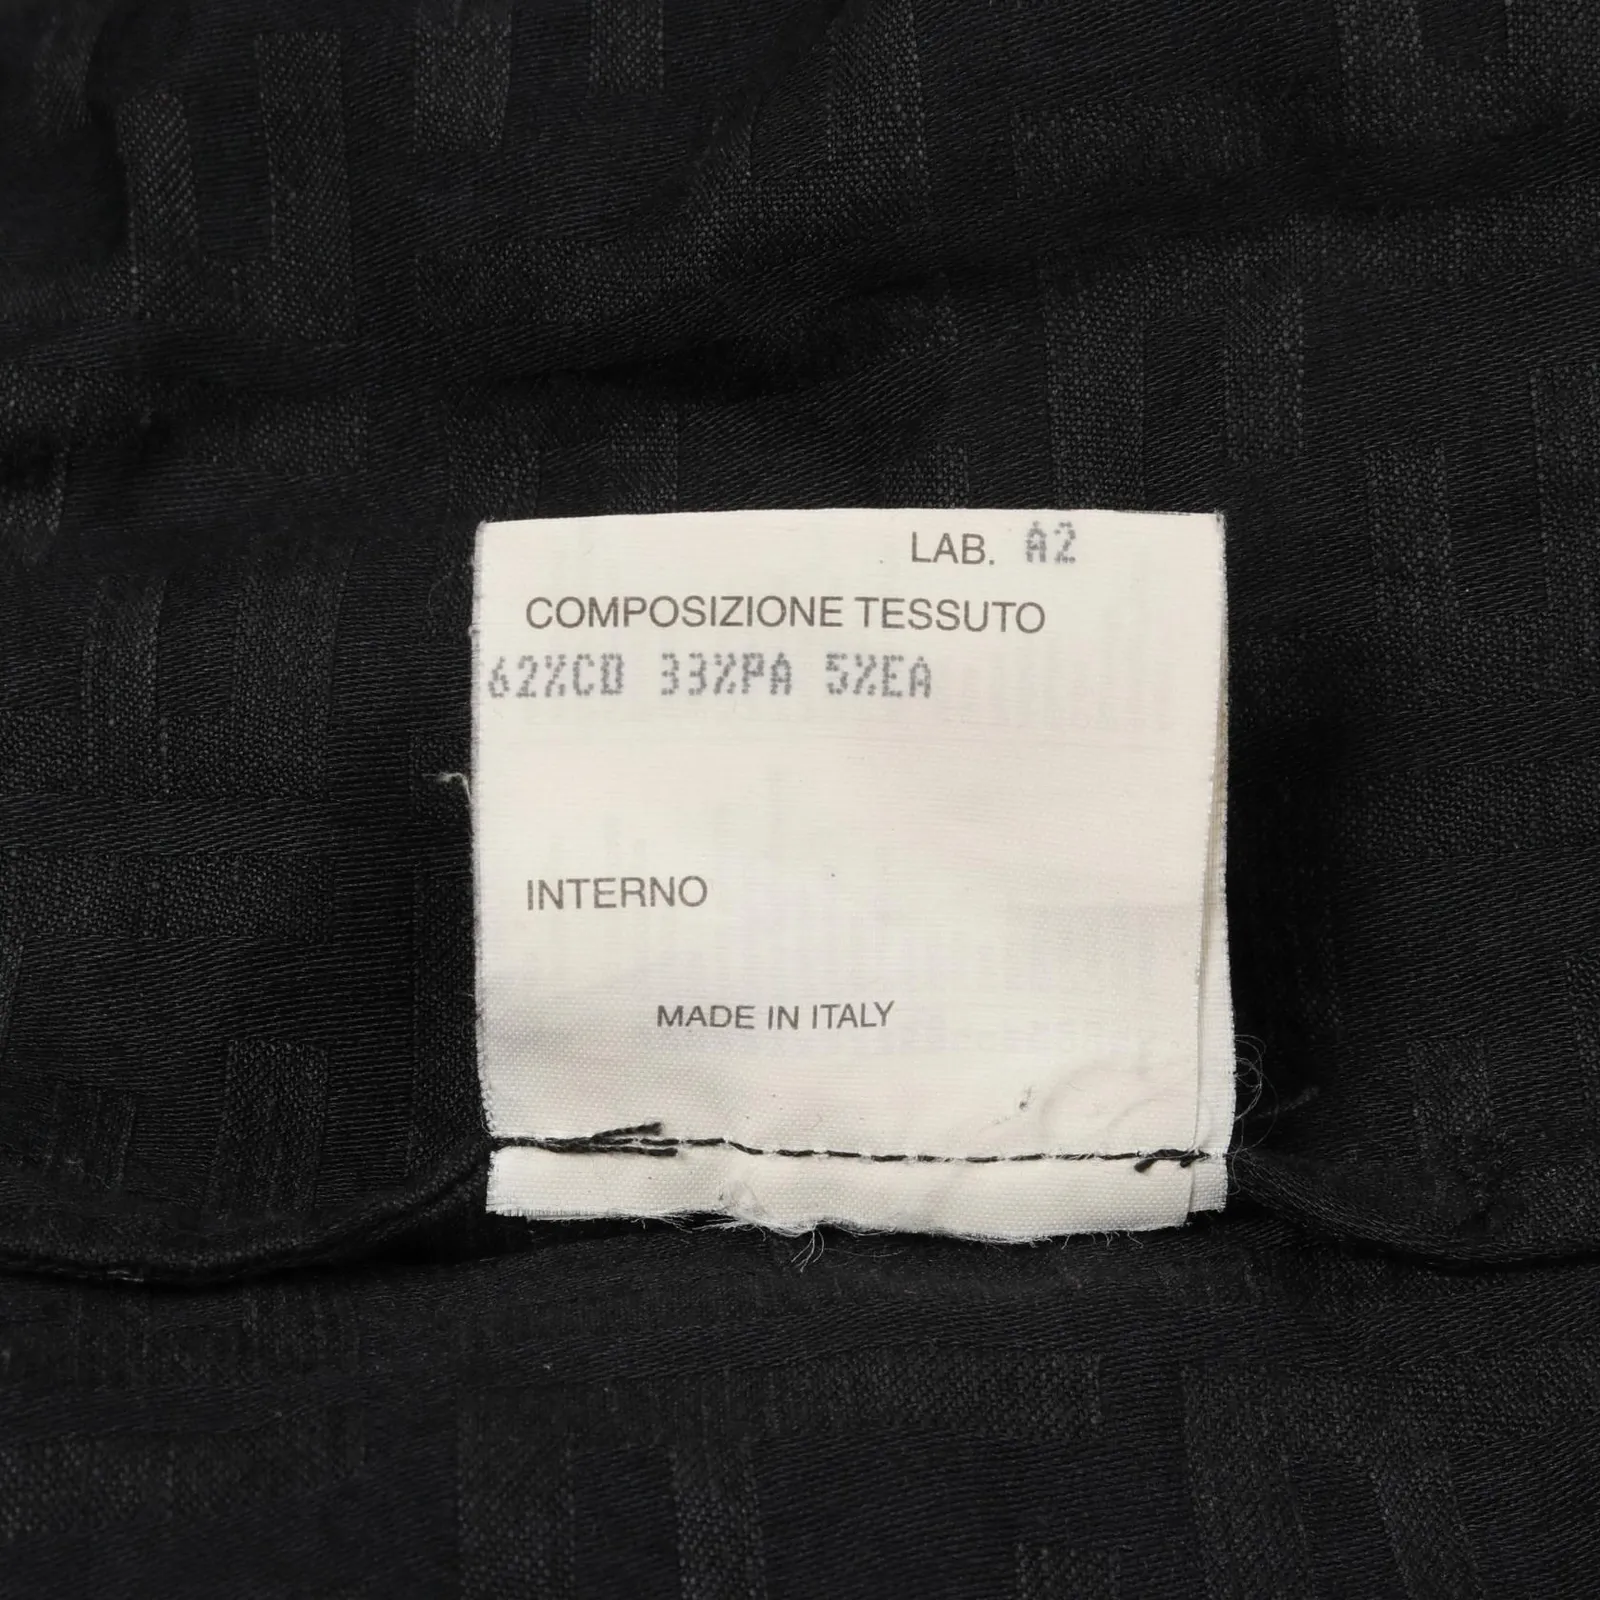 LAB. A2
COMPOSIZIONE TESSUTO
62%CO 33%PA 5%EA
INTERNO
MADE IN ITALY